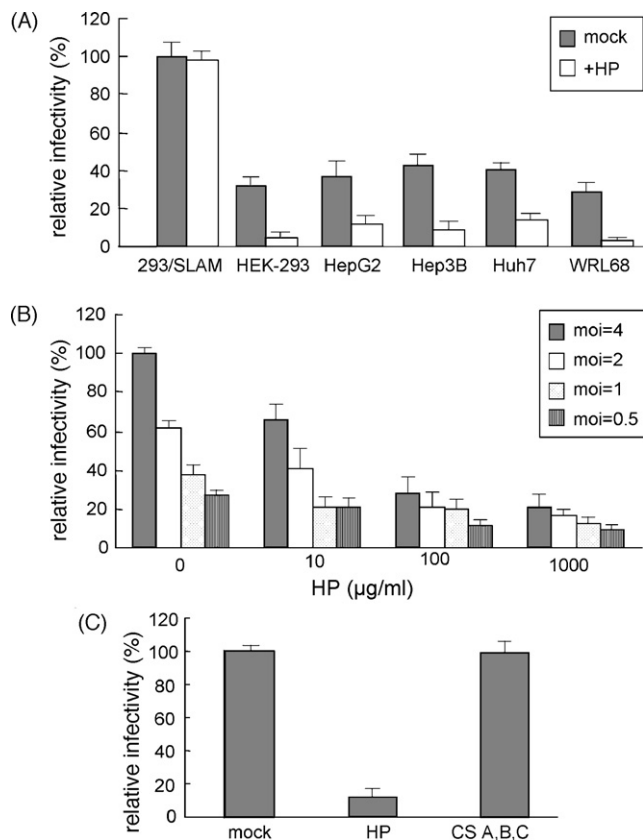 (A)
relative infectivity (%)
120
100
80
60
40
20
0
mock
+HP
293/SLAM HEK-293 HepG2 Hep3B Huh7 WRL68
(B)
relative infectivity (%)
120
100
80
60
40
20
0
moi=4
moi=2
moi=1
moi=0.5
0 10 100 1000
HP (µg/ml)
(C)
relative infectivity (%)
120
100
80
60
40
20
0
mock HP CS A,B,C